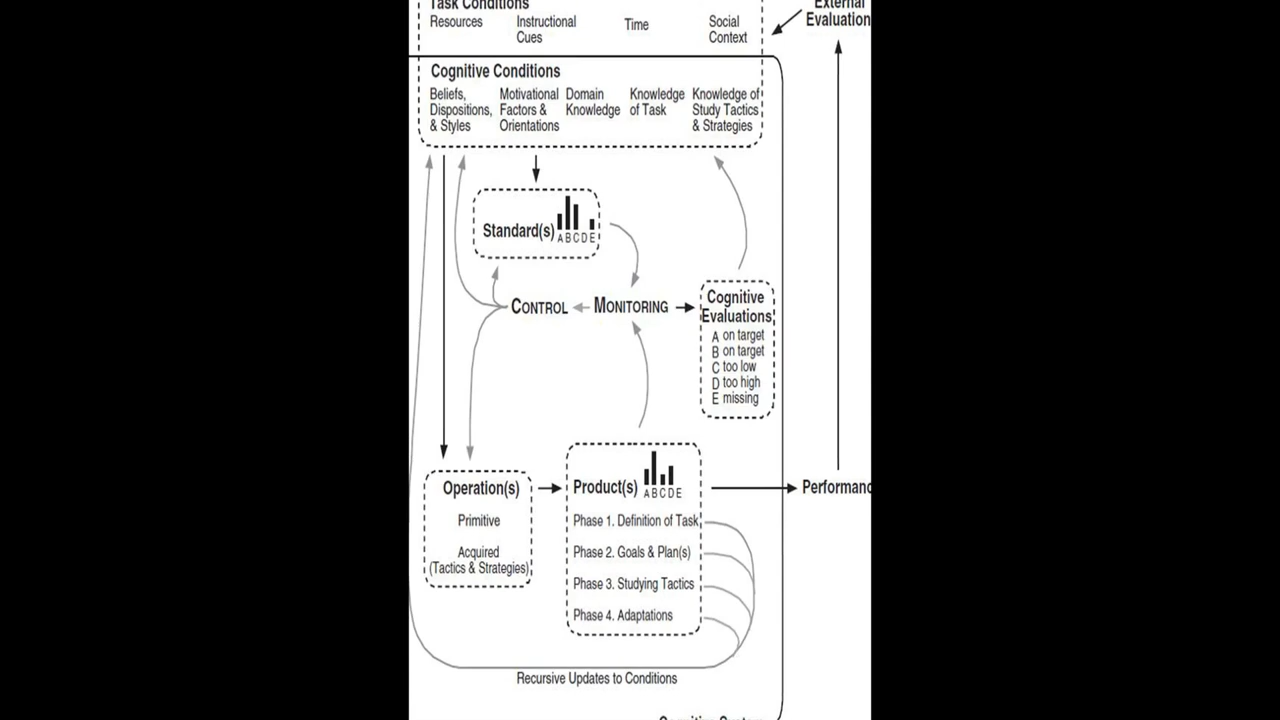 Task Conditions
Resources
Instructional
Cues
Time
Social
Context
External
Evaluation
Cognitive Conditions
Beliefs,
Dispositions,
& Styles
Motivational
Factors &
Orientations
Domain
Knowledge
Knowledge
of Task
Knowledge of
Study Tactics
& Strategies
Standard(s)
A B C D E
CONTROL
MONITORING
Cognitive
Evaluations
A on target
B on target
C too low
D too high
E missing
Operation(s)
Primitive
Acquired
(Tactics & Strategies)
Product(s)
A B C D E
Phase 1. Definition of Task
Phase 2. Goals & Plan(s)
Phase 3. Studying Tactics
Phase 4. Adaptations
Performanc
Recursive Updates to Conditions
Cognitive System